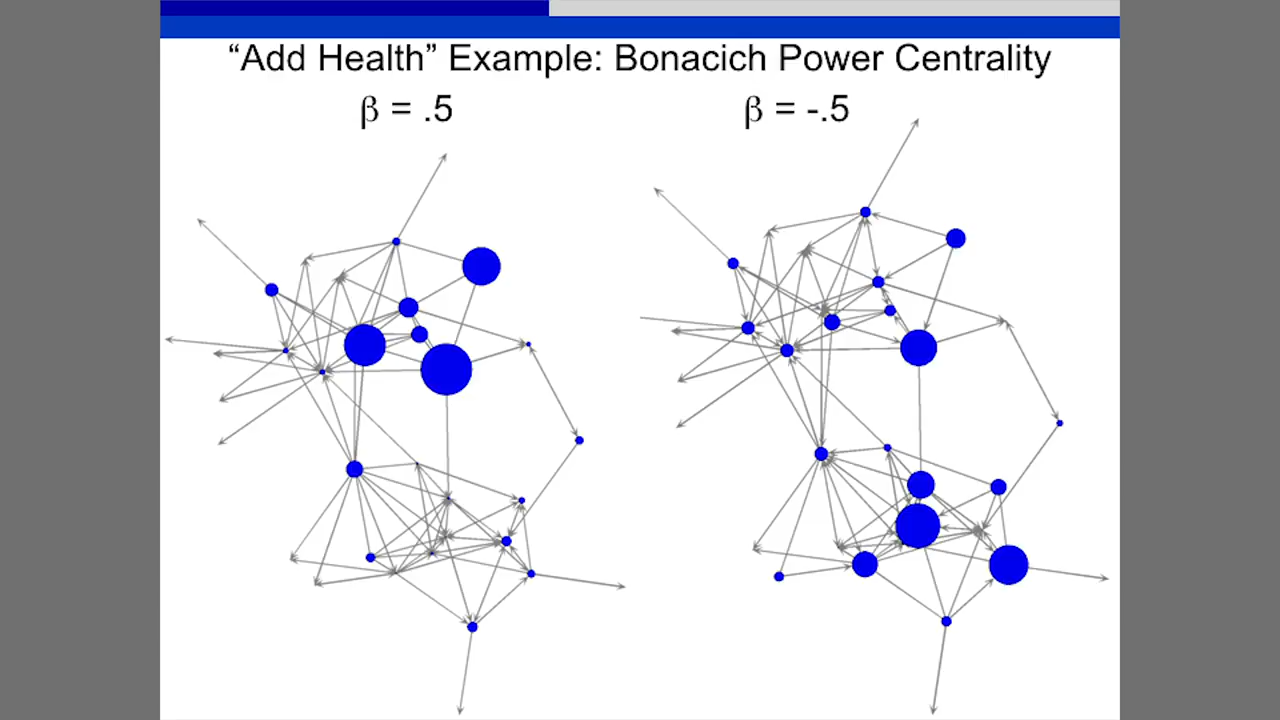 “Add Health” Example: Bonacich Power Centrality
β = .5
β = -.5